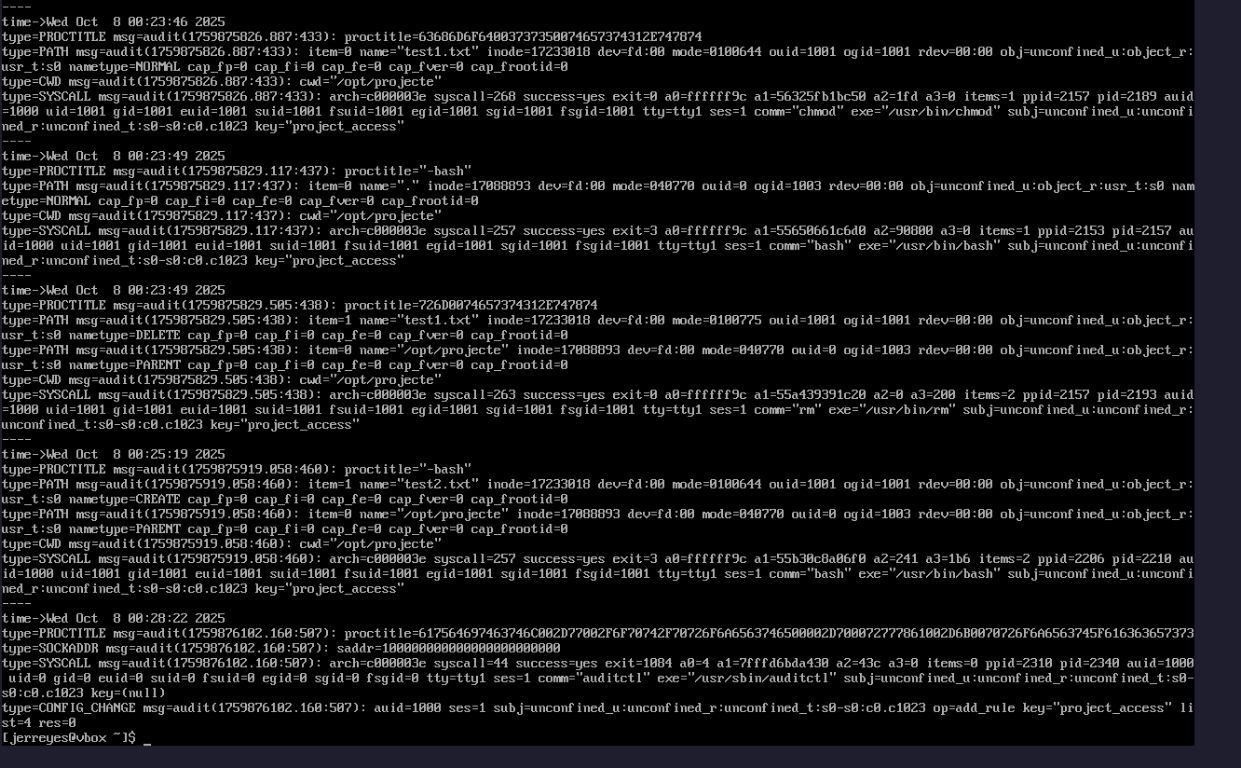 ----
time->Wed Oct  8 00:23:46 2025
type=PROCTITLE msg=audit(1759875826.887:433): proctitle=63686D6F6400373735007465737431 2E747874
type=PATH msg=audit(1759875826.887:433): item=0 name="test1.txt" inode=17233018 dev=fd:00 mode=0100644 ouid=1001 ogid=1001 rdev=00:00 obj=unconfined_u:object_r:
usr_t:s0 nametype=NORMAL cap_fp=0 cap_fi=0 cap_fe=0 cap_fver=0 cap_frootid=0
type=CWD msg=audit(1759875826.887:433): cwd="/opt/projecte"
type=SYSCALL msg=audit(1759875826.887:433): arch=c000003e syscall=268 success=yes exit=0 a0=ffffff9c a1=56325fb1bc50 a2=1fd a3=0 items=1 ppid=2157 pid=2189 auid
=1000 uid=1001 gid=1001 euid=1001 suid=1001 fsuid=1001 egid=1001 sgid=1001 fsgid=1001 tty=tty1 ses=1 comm="chmod" exe="/usr/bin/chmod" subj=unconfined_u:unconfi
ned_r:unconfined_t:s0-s0:c0.c1023 key="project_access"
----
time->Wed Oct  8 00:23:49 2025
type=PROCTITLE msg=audit(1759875829.117:437): proctitle="-bash"
type=PATH msg=audit(1759875829.117:437): item=0 name="." inode=17088893 dev=fd:00 mode=040770 ouid=0 ogid=1003 rdev=00:00 obj=unconfined_u:object_r:usr_t:s0 nam
etype=NORMAL cap_fp=0 cap_fi=0 cap_fe=0 cap_fver=0 cap_frootid=0
type=CWD msg=audit(1759875829.117:437): cwd="/opt/projecte"
type=SYSCALL msg=audit(1759875829.117:437): arch=c000003e syscall=257 success=yes exit=3 a0=ffffff9c a1=55650661c6d0 a2=90800 a3=0 items=1 ppid=2153 pid=2157 au
id=1000 uid=1001 gid=1001 euid=1001 suid=1001 fsuid=1001 egid=1001 sgid=1001 fsgid=1001 tty=tty1 ses=1 comm="bash" exe="/usr/bin/bash" subj=unconfined_u:unconfi
ned_r:unconfined_t:s0-s0:c0.c1023 key="project_access"
----
time->Wed Oct  8 00:23:49 2025
type=PROCTITLE msg=audit(1759875829.505:438): proctitle=726D0074657374312E747874
type=PATH msg=audit(1759875829.505:438): item=1 name="test1.txt" inode=17233018 dev=fd:00 mode=0100775 ouid=1001 ogid=1001 rdev=00:00 obj=unconfined_u:object_r:
usr_t:s0 nametype=DELETE cap_fp=0 cap_fi=0 cap_fe=0 cap_fver=0 cap_frootid=0
type=PATH msg=audit(1759875829.505:438): item=0 name="/opt/projecte" inode=17088893 dev=fd:00 mode=040770 ouid=0 ogid=1003 rdev=00:00 obj=unconfined_u:object_r:
usr_t:s0 nametype=PARENT cap_fp=0 cap_fi=0 cap_fe=0 cap_fver=0 cap_frootid=0
type=CWD msg=audit(1759875829.505:438): cwd="/opt/projecte"
type=SYSCALL msg=audit(1759875829.505:438): arch=c000003e syscall=263 success=yes exit=0 a0=ffffff9c a1=55a439391c20 a2=0 a3=200 items=2 ppid=2157 pid=2193 auid
=1000 uid=1001 gid=1001 euid=1001 suid=1001 fsuid=1001 egid=1001 sgid=1001 fsgid=1001 tty=tty1 ses=1 comm="rm" exe="/usr/bin/rm" subj=unconfined_u:unconfined_r:
unconfined_t:s0-s0:c0.c1023 key="project_access"
----
time->Wed Oct  8 00:25:19 2025
type=PROCTITLE msg=audit(1759875919.058:460): proctitle="-bash"
type=PATH msg=audit(1759875919.058:460): item=1 name="test2.txt" inode=17233018 dev=fd:00 mode=0100644 ouid=1001 ogid=1001 rdev=00:00 obj=unconfined_u:object_r:
usr_t:s0 nametype=CREATE cap_fp=0 cap_fi=0 cap_fe=0 cap_fver=0 cap_frootid=0
type=PATH msg=audit(1759875919.058:460): item=0 name="/opt/projecte" inode=17088893 dev=fd:00 mode=040770 ouid=0 ogid=1003 rdev=00:00 obj=unconfined_u:object_r:
usr_t:s0 nametype=PARENT cap_fp=0 cap_fi=0 cap_fe=0 cap_fver=0 cap_frootid=0
type=CWD msg=audit(1759875919.058:460): cwd="/opt/projecte"
type=SYSCALL msg=audit(1759875919.058:460): arch=c000003e syscall=257 success=yes exit=3 a0=ffffff9c a1=55b30c8a06f0 a2=241 a3=1b6 items=2 ppid=2206 pid=2210 au
id=1000 uid=1001 gid=1001 euid=1001 suid=1001 fsuid=1001 egid=1001 sgid=1001 fsgid=1001 tty=tty1 ses=1 comm="bash" exe="/usr/bin/bash" subj=unconfined_u:unconfi
ned_r:unconfined_t:s0-s0:c0.c1023 key="project_access"
----
time->Wed Oct  8 00:28:22 2025
type=PROCTITLE msg=audit(1759876102.160:507): proctitle=617564697463746C002D77002F6F70742F70726F6A6563746500002D700072777861002D6B0070726F6A6563745F616363657373
type=SOCKADDR msg=audit(1759876102.160:507): saddr=100000000000000000000000
type=SYSCALL msg=audit(1759876102.160:507): arch=c000003e syscall=44 success=yes exit=1084 a0=4 a1=7fffd6bda430 a2=43c a3=0 items=0 ppid=2310 pid=2340 auid=1000
 uid=0 gid=0 euid=0 suid=0 fsuid=0 egid=0 sgid=0 fsgid=0 tty=tty1 ses=1 comm="auditctl" exe="/usr/sbin/auditctl" subj=unconfined_u:unconfined_r:unconfined_t:s0-
s0:c0.c1023 key=(null)
type=CONFIG_CHANGE msg=audit(1759876102.160:507): auid=1000 ses=1 subj=unconfined_u:unconfined_r:unconfined_t:s0-s0:c0.c1023 op=add_rule key="project_access" li
st=4 res=0
[jerreyes@vbox ~]$ _